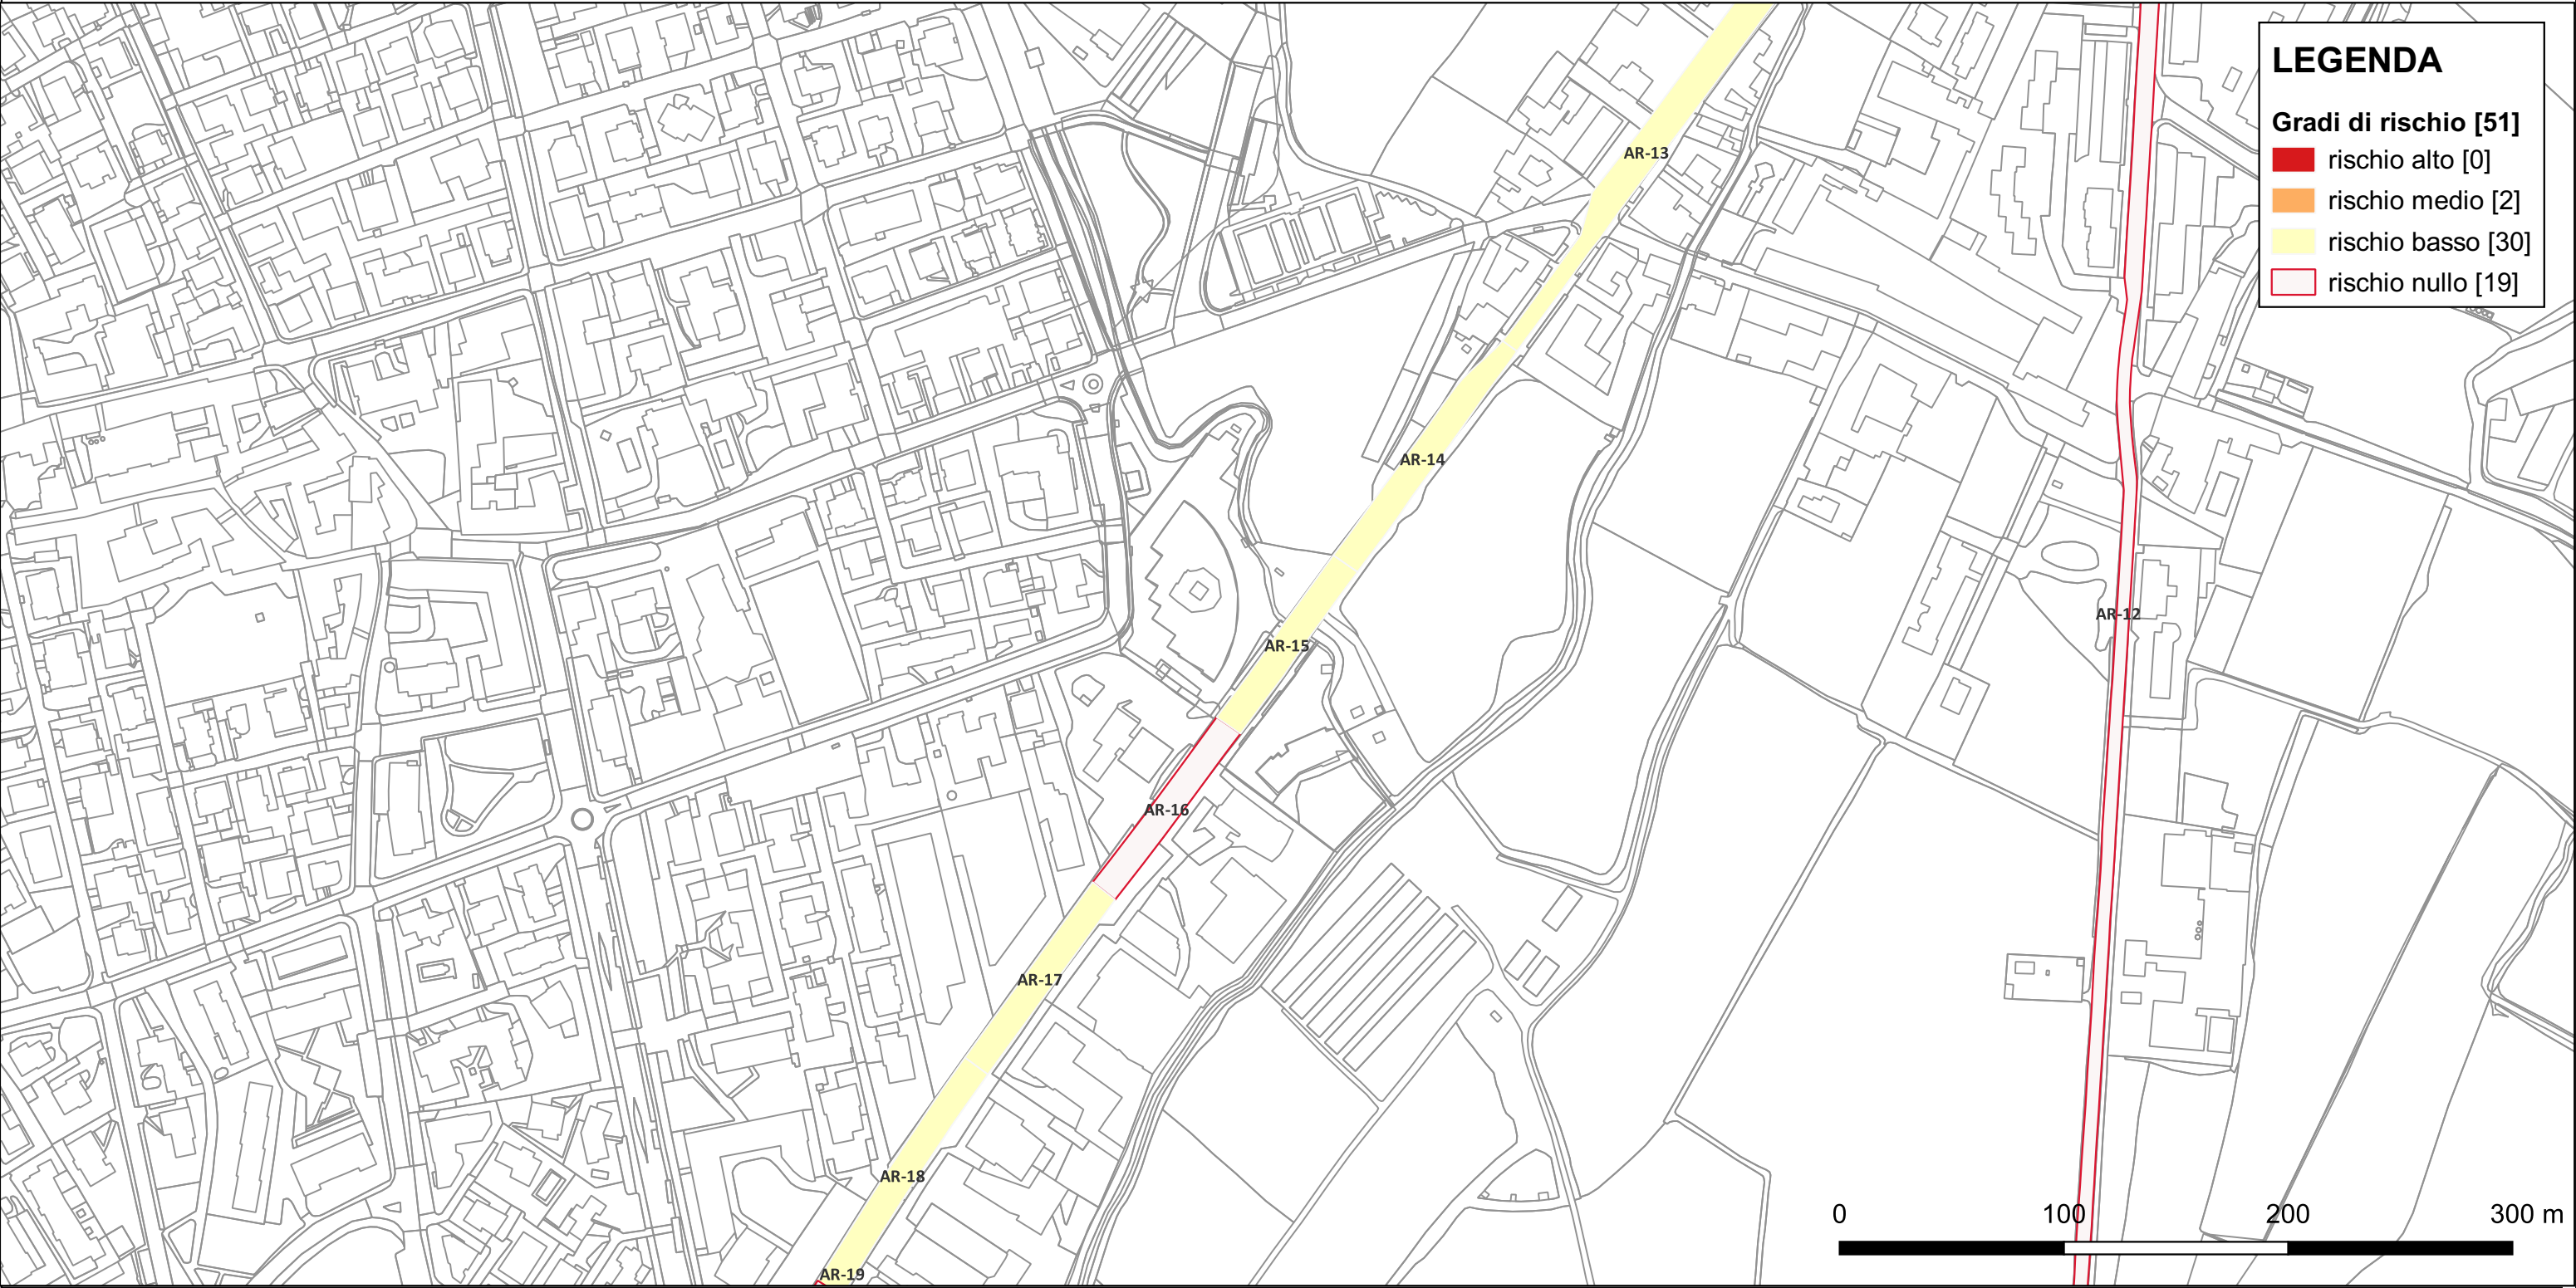 LEGENDA
Gradi di rischio [51]
rischio alto [0]
rischio medio [2]
rischio basso [30]
rischio nullo [19]
AR-13
AR-14
AR-12
AR-15
AR-16
AR-17
AR-18
AR-19
0 100 200 300 m